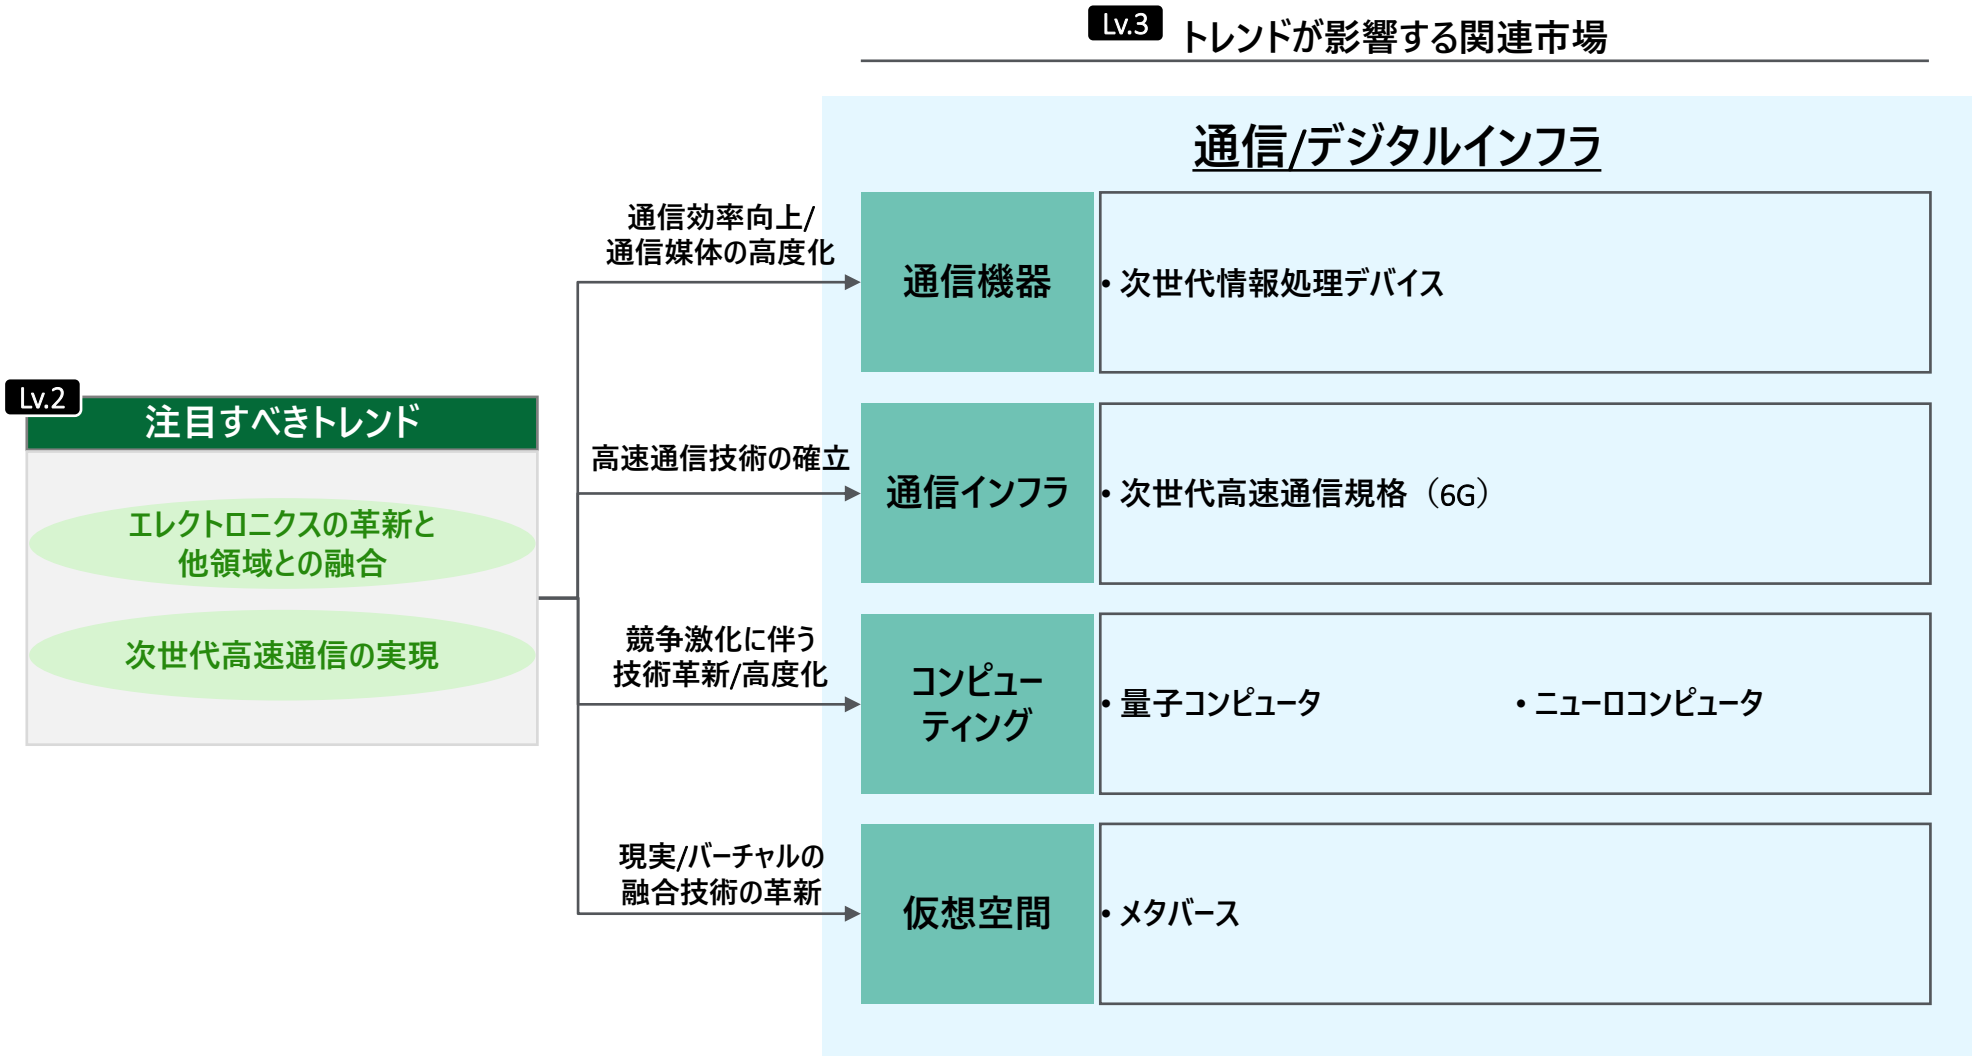 Lv.3
トレンドが影響する関連市場
通信/デジタルインフラ
Lv.2
注目すべきトレンド
エレクトロニクスの革新と
他領域との融合
次世代高速通信の実現
通信効率向上/
通信媒体の高度化
通信機器
• 次世代情報処理デバイス
高速通信技術の確立
通信インフラ
• 次世代高速通信規格（6G）
競争激化に伴う
技術革新/高度化
コンピュー
ティング
• 量子コンピュータ
• ニューロコンピュータ
現実/バーチャルの
融合技術の革新
仮想空間
• メタバース